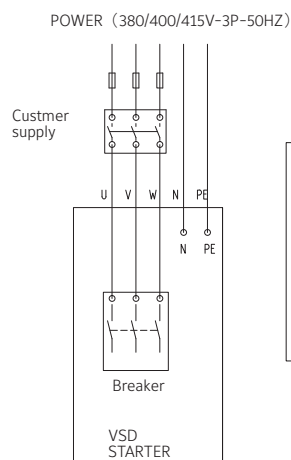 POWER（380/400/415V-3P-50HZ）
Custmer
supply
U V W N PE
N PE
Breaker
VSD
STARTER